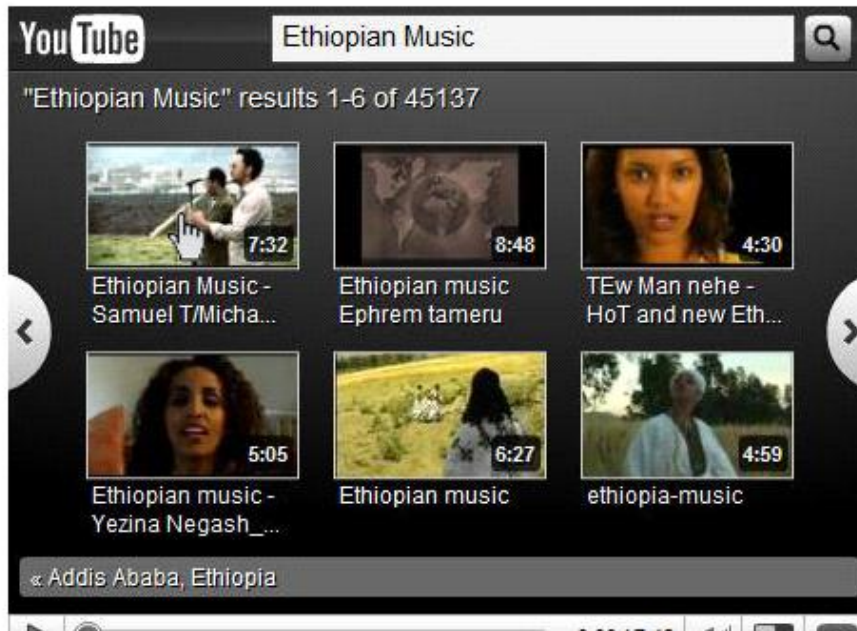 YouTube
Ethiopian Music
"Ethiopian Music" results 1-6 of 45137
7:32
8:48
4:30
Ethiopian Music -
Samuel T/Micha...
Ethiopian music
Ephrem tameru
TEw Man nehe -
HoT and new Eth...
5:05
6:27
4:59
Ethiopian music -
Yezina Negash_...
Ethiopian music
ethiopia-music
« Addis Ababa, Ethiopia